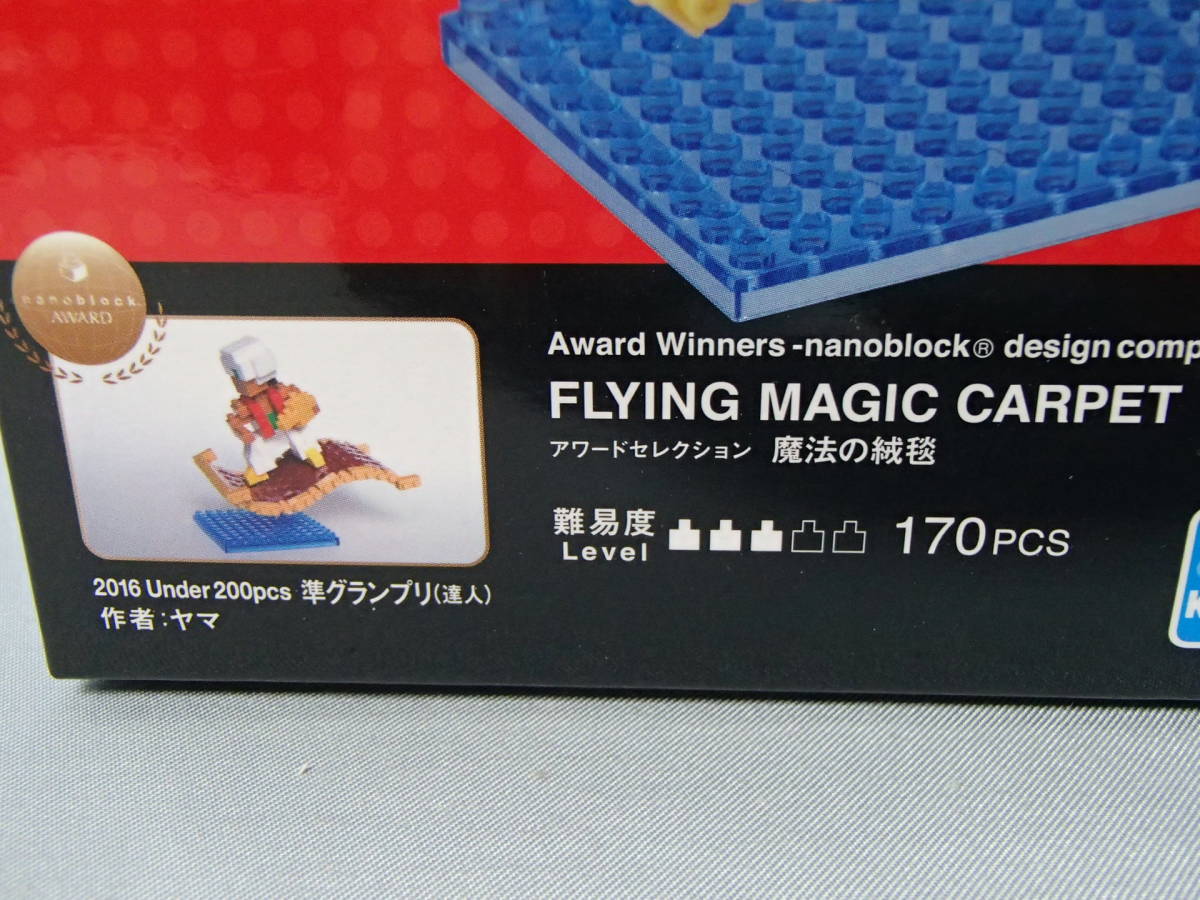 nanoblock
AWARD
Award Winners -nanoblock® design
FLYING MAGIC CARPET
アワードセレクション 魔法の絨毯
難易度
Level
170PCS
2016 Under 200pcs 準グランプリ(達人)
作者:ヤマ